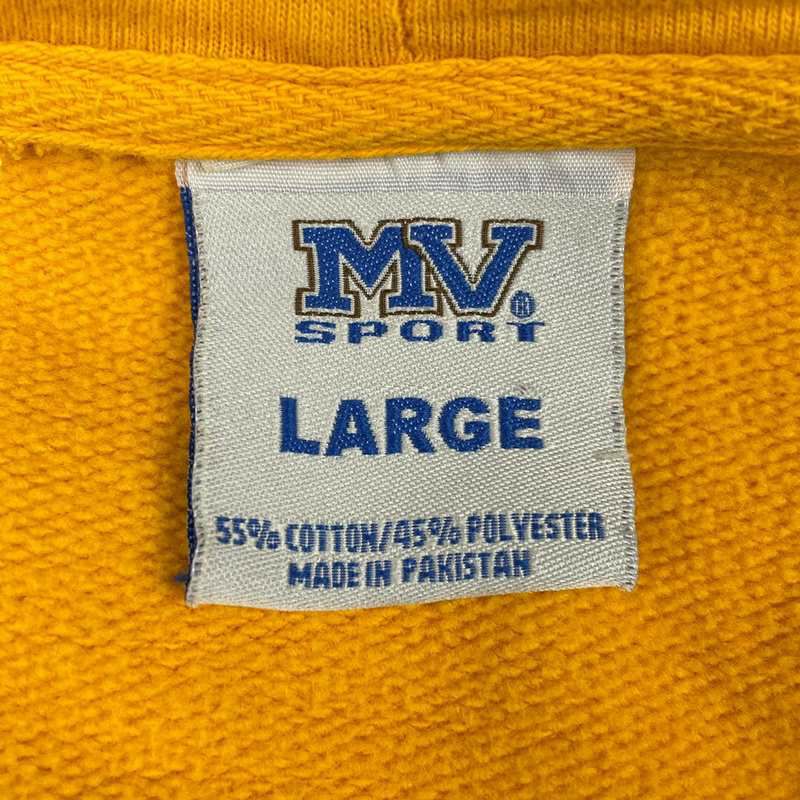 MV®
SPORT
LARGE
55% COTTON/45% POLYESTER
MADE IN PAKISTAN